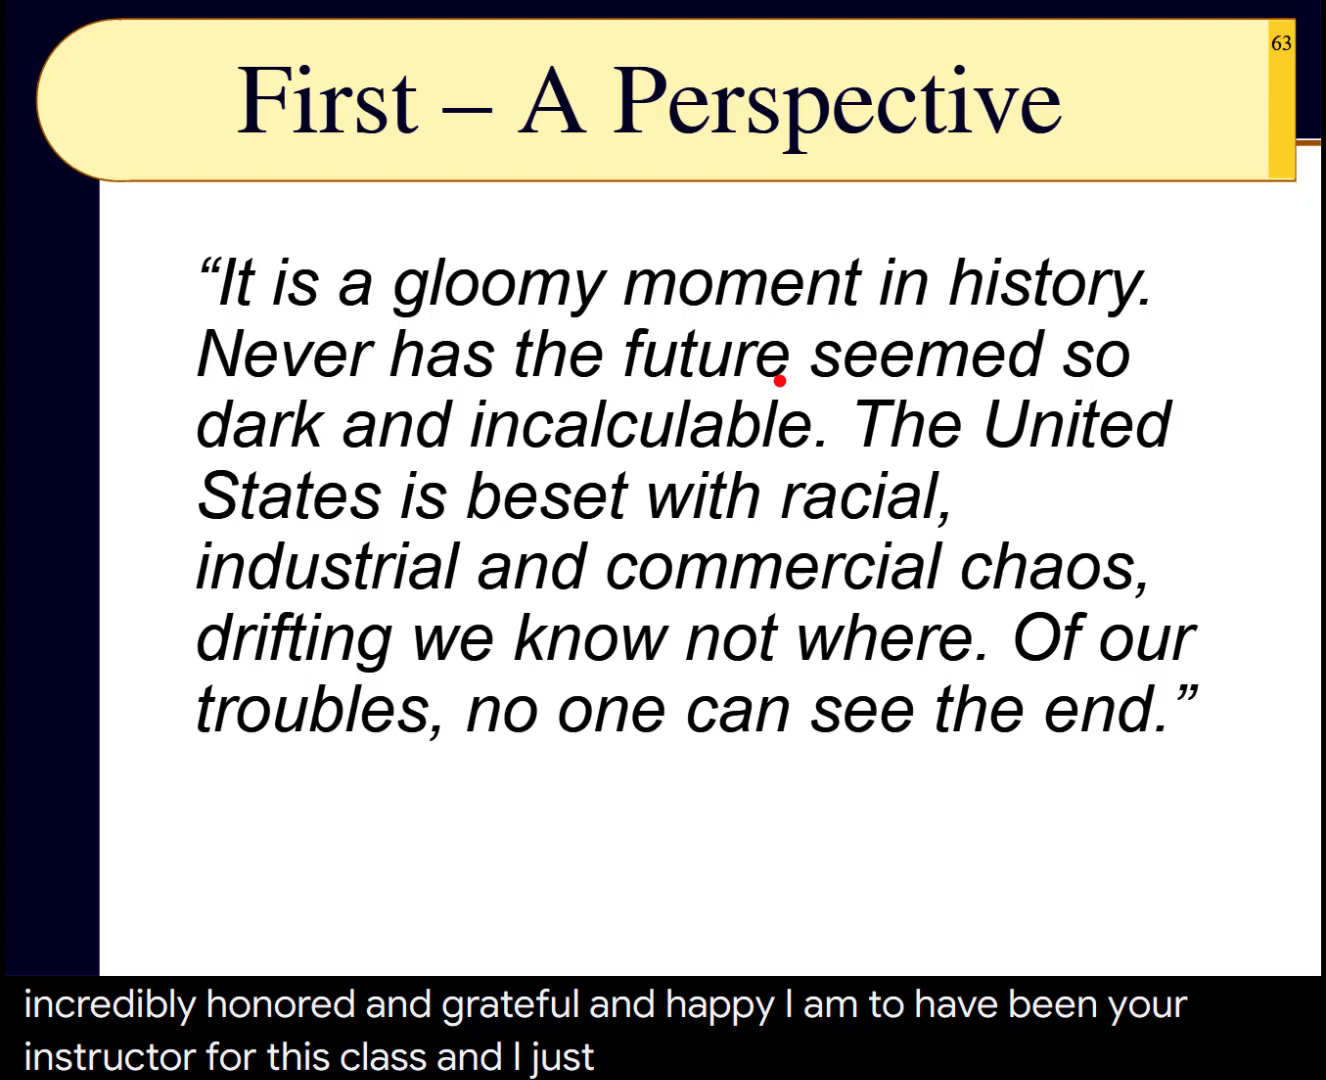 63
First – A Perspective
“It is a gloomy moment in history.
Never has the future seemed so
dark and incalculable. The United
States is beset with racial,
industrial and commercial chaos,
drifting we know not where. Of our
troubles, no one can see the end.”
incredibly honored and grateful and happy I am to have been your
instructor for this class and I just